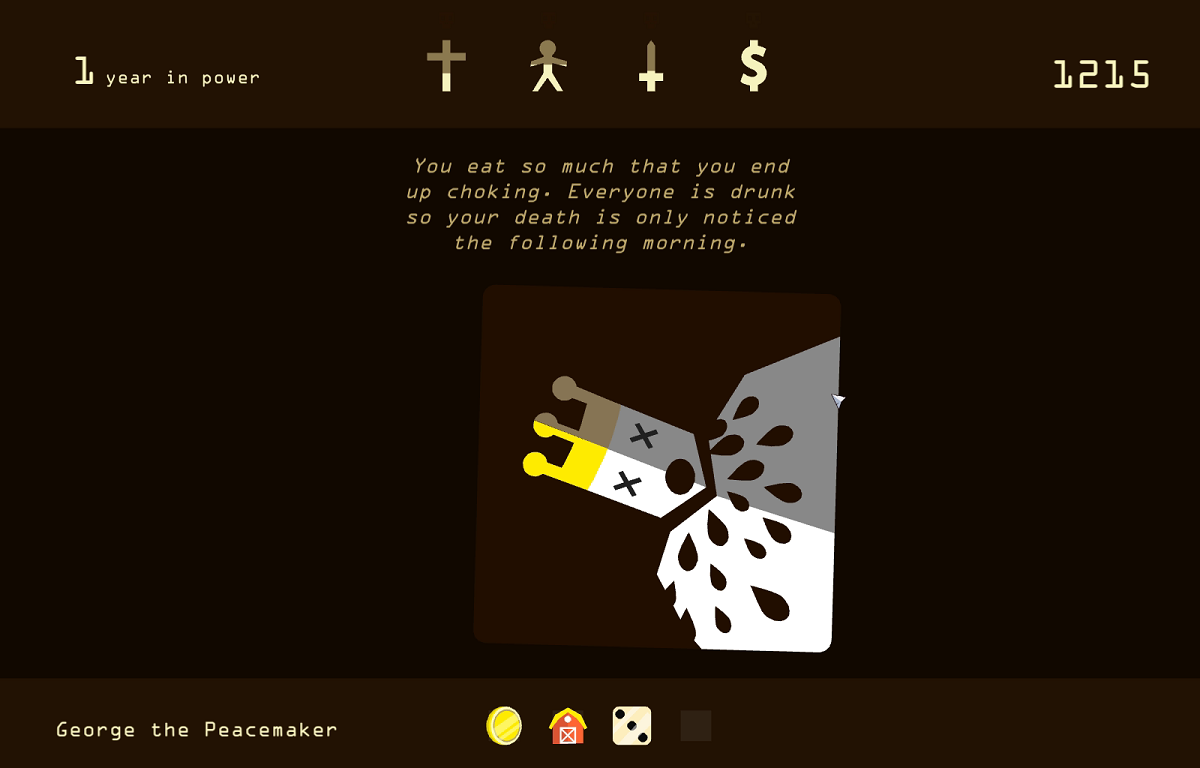 1 year in power
$
1215
You eat so much that you end
up choking. Everyone is drunk
so your death is only noticed
the following morning.
George the Peacemaker